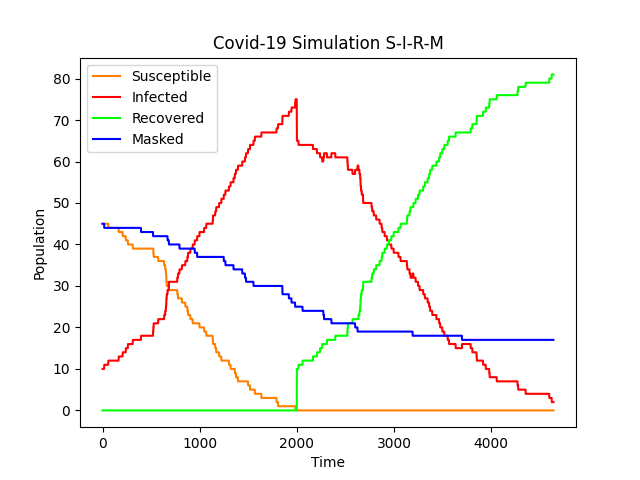 Covid-19 Simulation S-I-R-M
Susceptible
Infected
Recovered
Masked
Population
80
70
60
50
40
30
20
10
0
0 1000 2000 3000 4000
Time